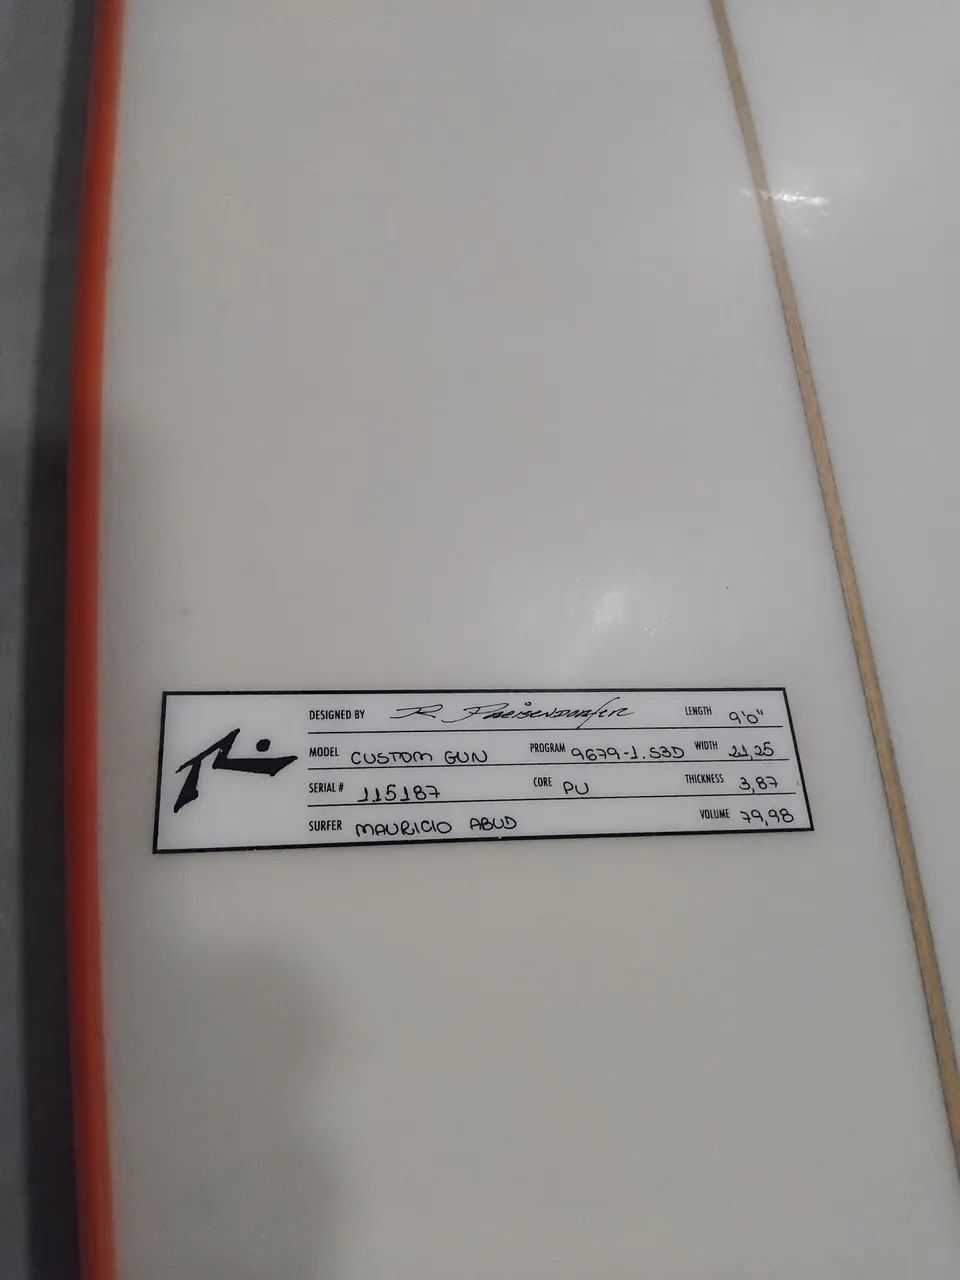 DESIGNED BY R. Preisendorfer LENGTH 9'0"
MODEL CUSTOM GUN PROGRAM 9679-1.S3D WIDTH 21,25
SERIAL # 115187 CORE PU THICKNESS 3,87
SURFER MAURICIO ABUD VOLUME 79,98